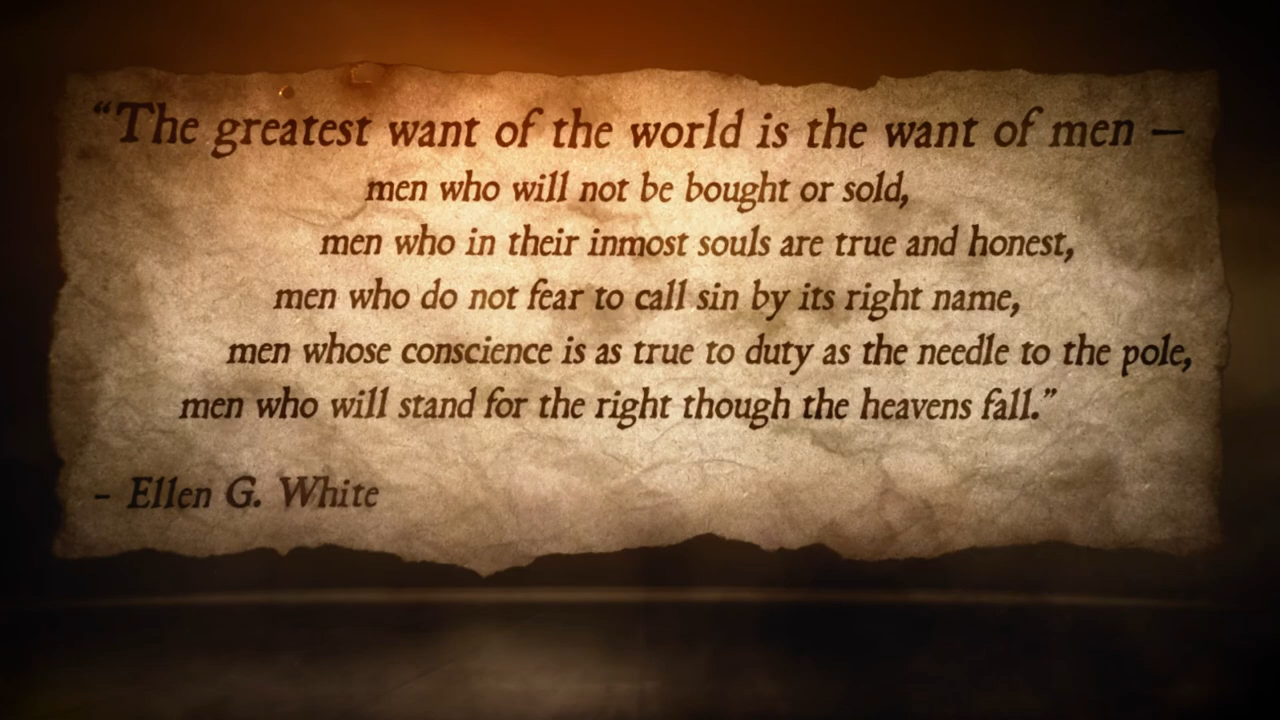 “The greatest want of the world is the want of men –
men who will not be bought or sold,
men who in their inmost souls are true and honest,
men who do not fear to call sin by its right name,
men whose conscience is as true to duty as the needle to the pole,
men who will stand for the right though the heavens fall.”
– Ellen G. White